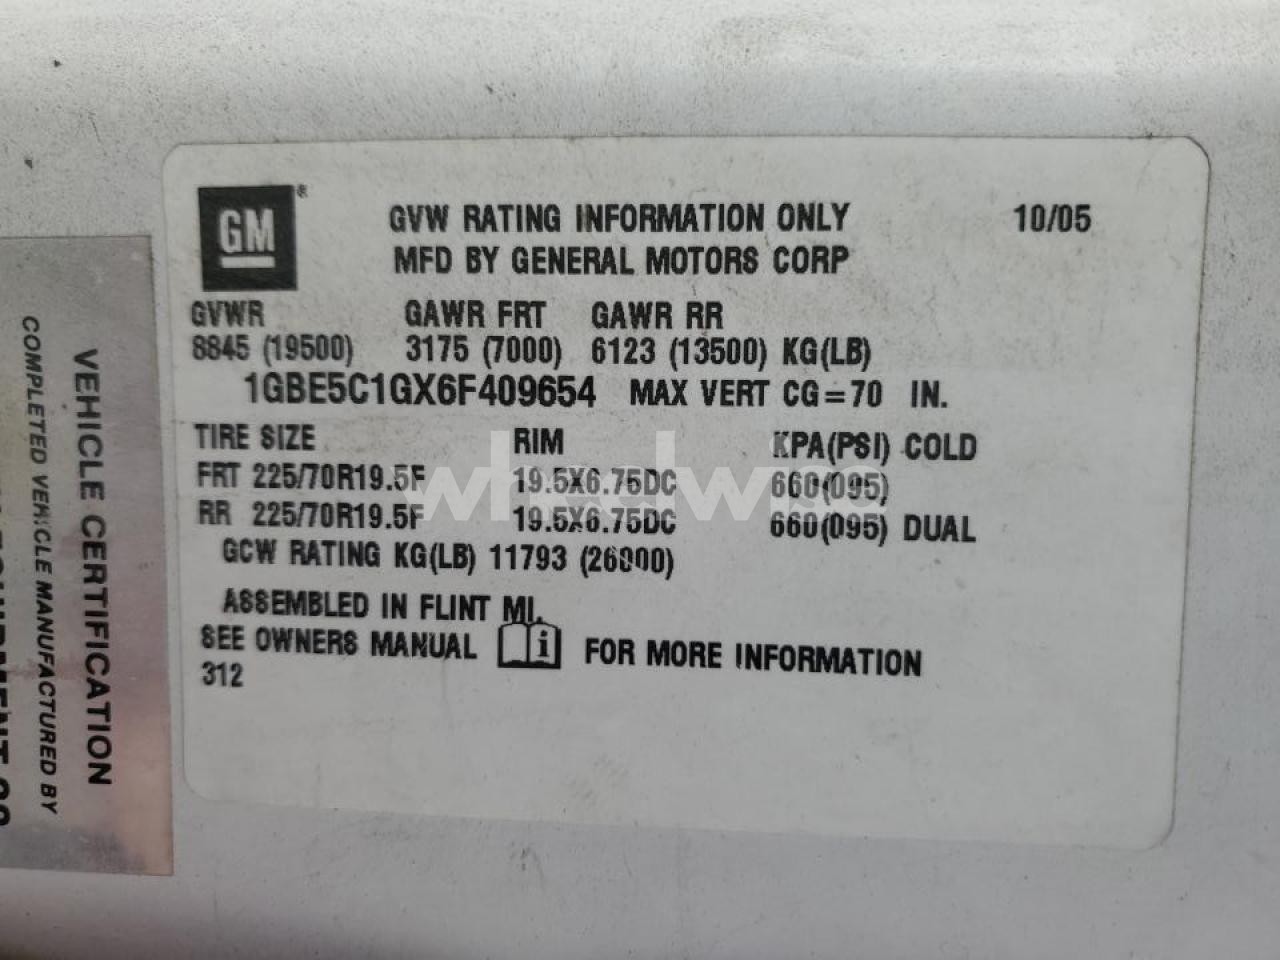 GM®
GVW RATING INFORMATION ONLY 10/05
MFD BY GENERAL MOTORS CORP
GVWR GAWR FRT GAWR RR
8845 (19500) 3175 (7000) 6123 (13500) KG(LB)
1GBE5C1GX6F409654 MAX VERT CG=70 IN.
TIRE SIZE RIM KPA(PSI) COLD
FRT 225/70R19.5F 19.5X6.75DC 660(095)
RR 225/70R19.5F 19.5X6.75DC 660(095) DUAL
GCW RATING KG(LB) 11793 (26000)
ASSEMBLED IN FLINT MI.
SEE OWNERS MANUAL i FOR MORE INFORMATION
312
VEHICLE CERTIFICATION
COMPLETED VEHICLE MANUFACTURED BY